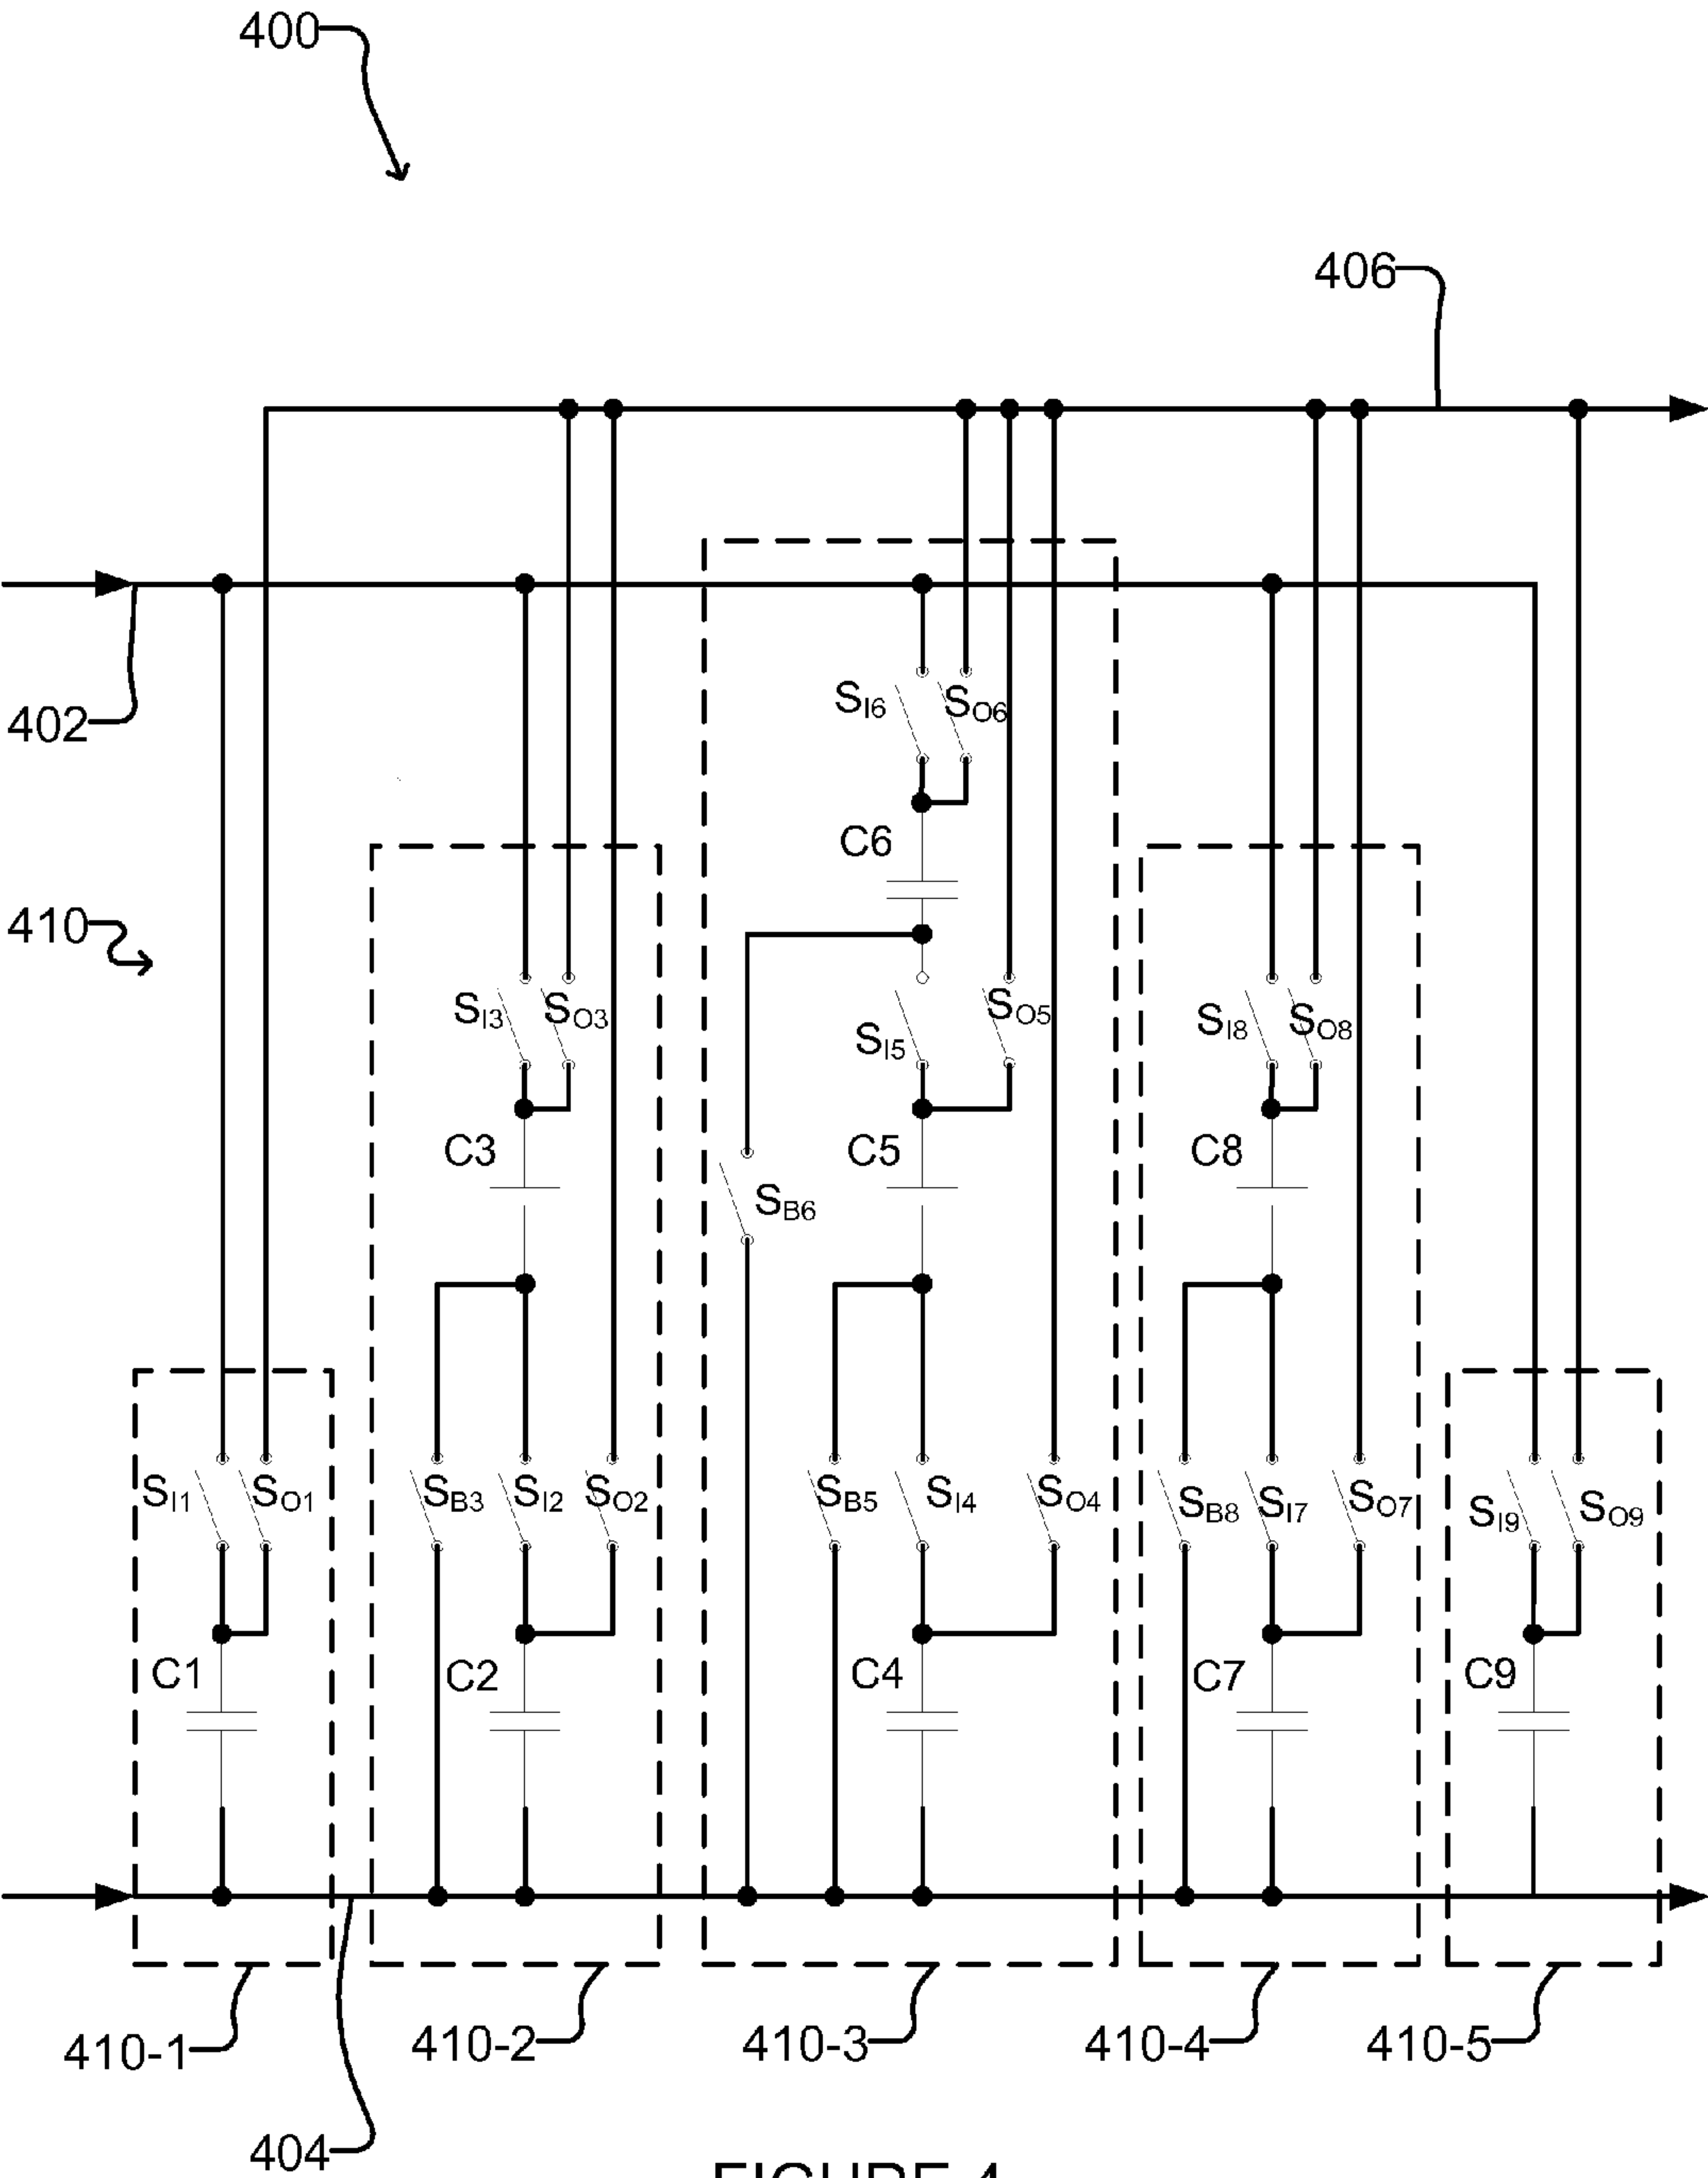 400
406
402
S_I6
S_O6
C6
410
S_I3
S_O3
S_I5
S_O5
S_I8
S_O8
C3
C5
C8
S_B6
S_I1
S_O1
S_B3
S_I2
S_O2
S_B5
S_I4
S_O4
S_B8
S_I7
S_O7
S_I9
S_O9
C1
C2
C4
C7
C9
410-1
410-2
410-3
410-4
410-5
404
FIGURE 4